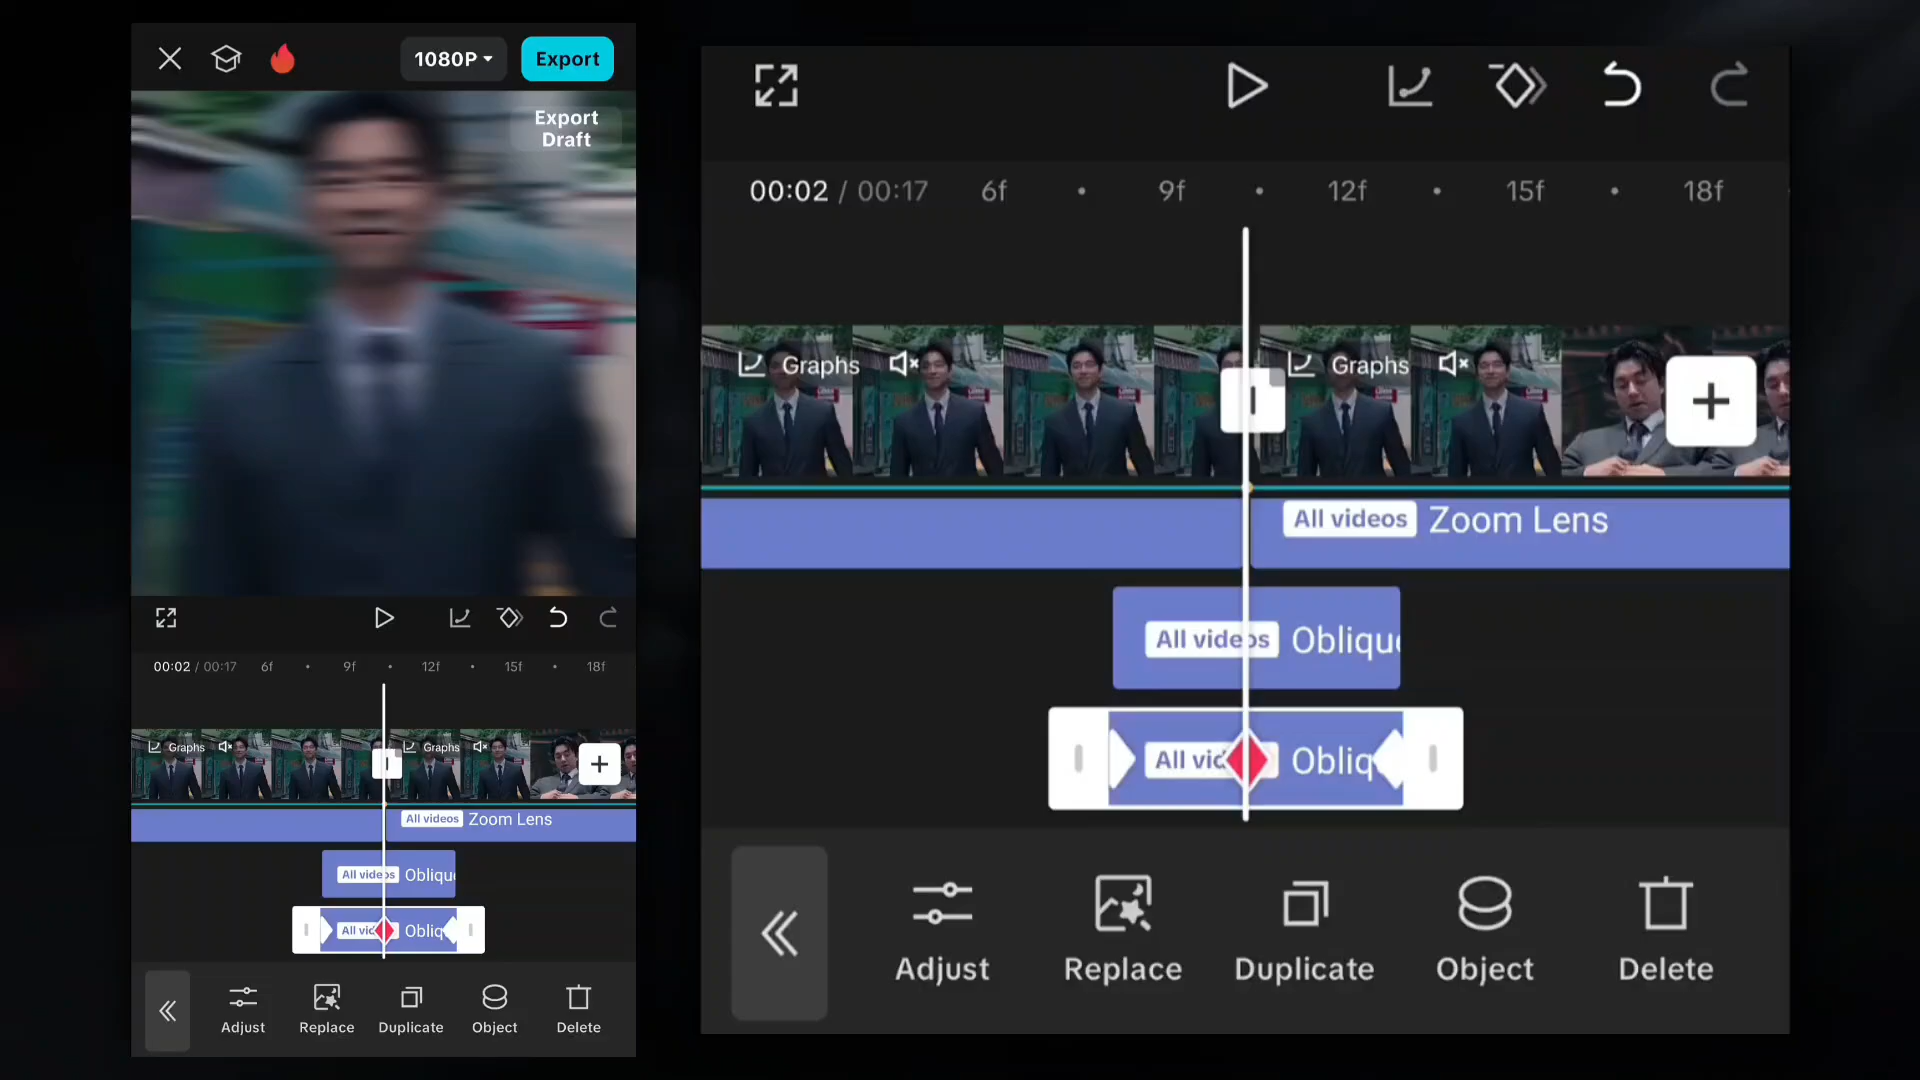 1080P
Export
Export
Draft
00:02 / 00:17 6f 9f 12f 15f 18f
Graphs Graphs
All videos Zoom Lens
All videos Obliqu
All vid Obliq
Adjust Replace Duplicate Object Delete
00:02 / 00:17 6f 9f 12f 15f 18f
Graphs Graphs
All videos Zoom Lens
All videos Obliqu
All vid Obliq
Adjust Replace Duplicate Object Delete